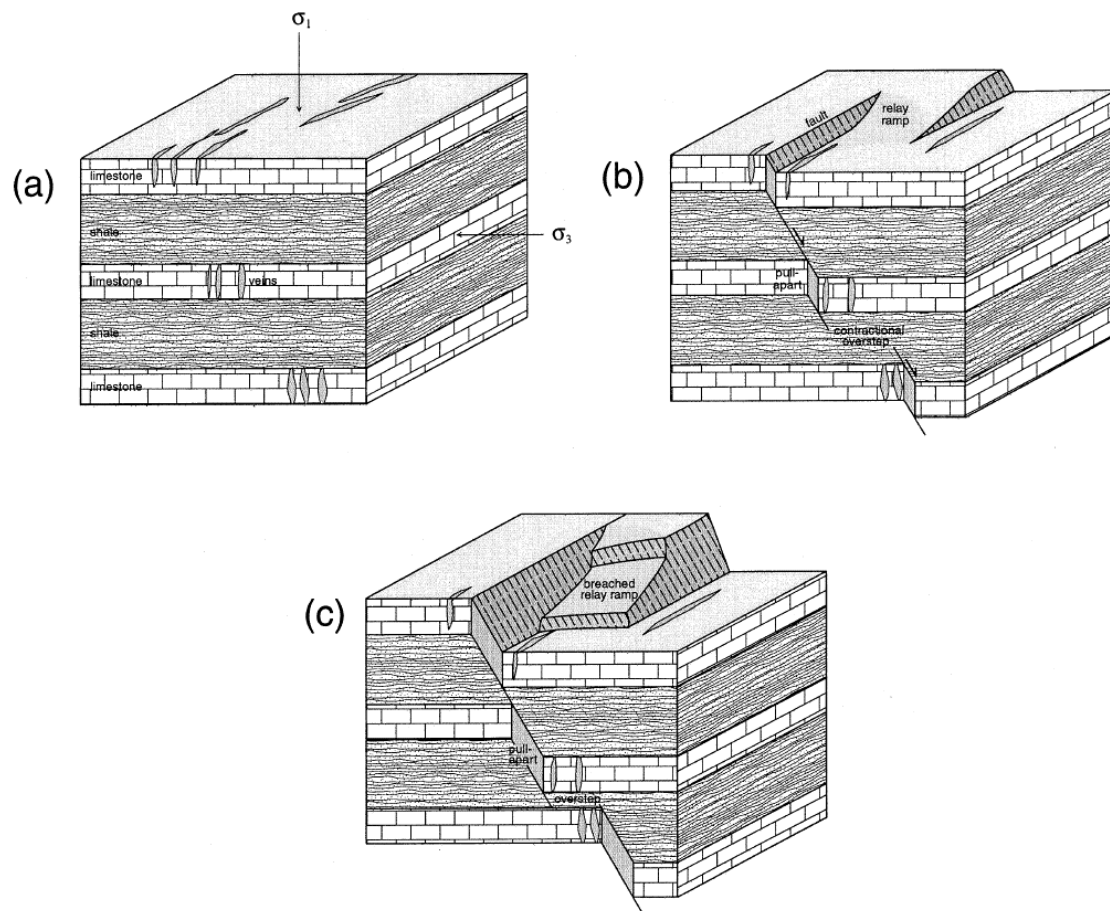 σ1
(a)
limestone
shale
limestone
veins
shale
limestone
σ3
(b)
fault
relay
ramp
pull-
apart
contractional
overstep
(c)
breached
relay ramp
pull-
apart
overstep